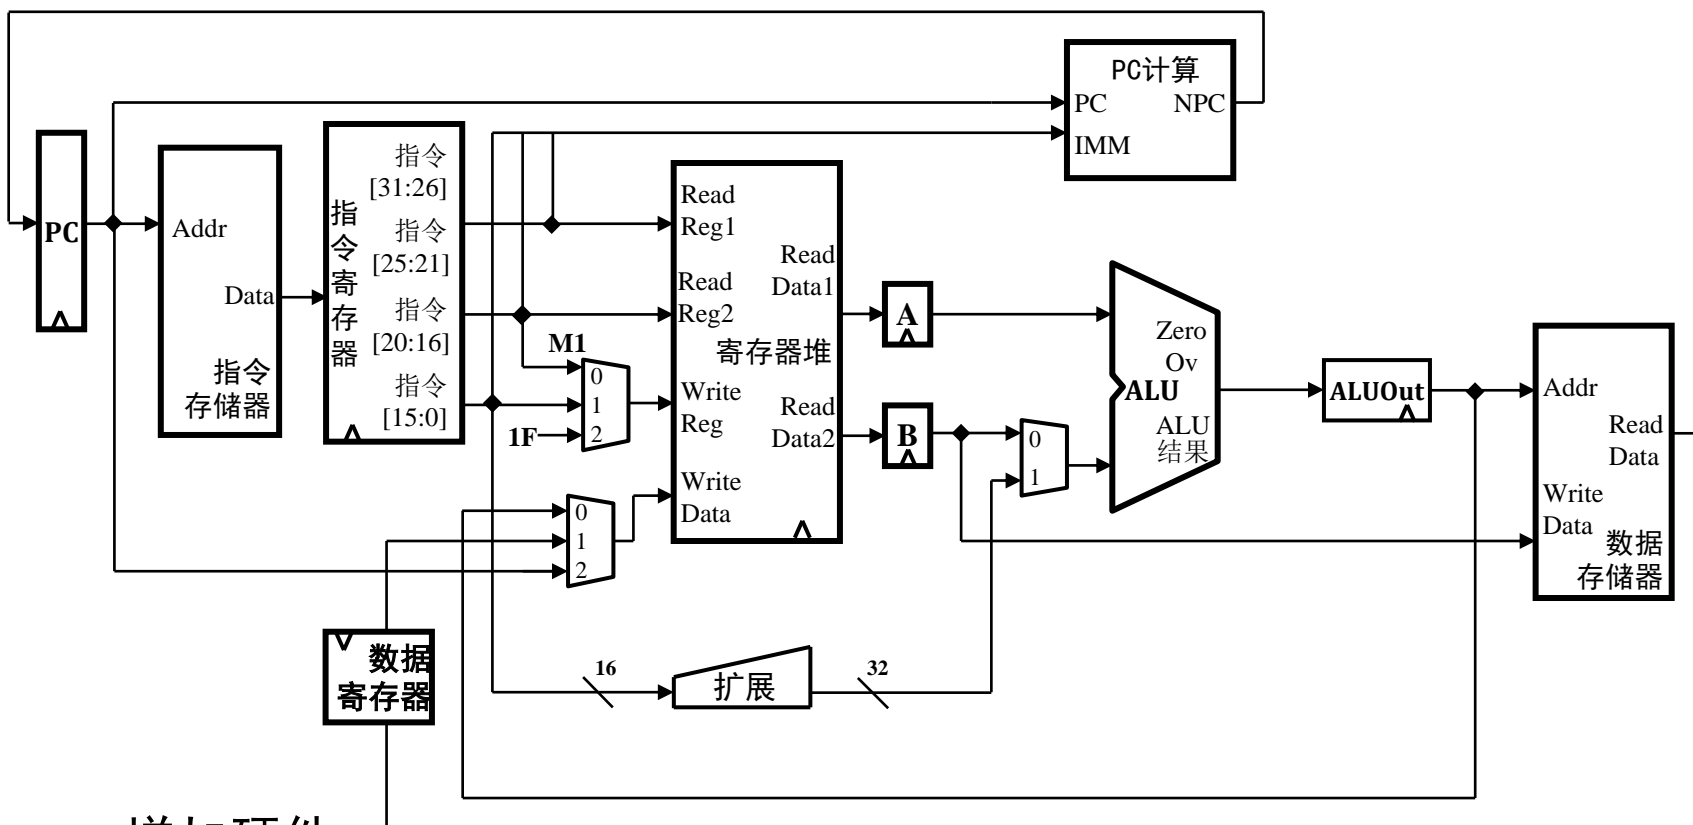 PC计算
PC
NPC
IMM
PC
Addr
Data
指令
存储器
指令寄存器
指令
[31:26]
指令
[25:21]
指令
[20:16]
指令
[15:0]
M1
0
1
2
1F
0
1
2
Read
Reg1
Read
Reg2
Read
Data1
寄存器堆
Write
Reg
Read
Data2
Write
Data
A
B
0
1
Zero
Ov
ALU
ALU
结果
ALUOut
Addr
Read
Data
Write
Data
数据
存储器
数据
寄存器
16
扩展
32